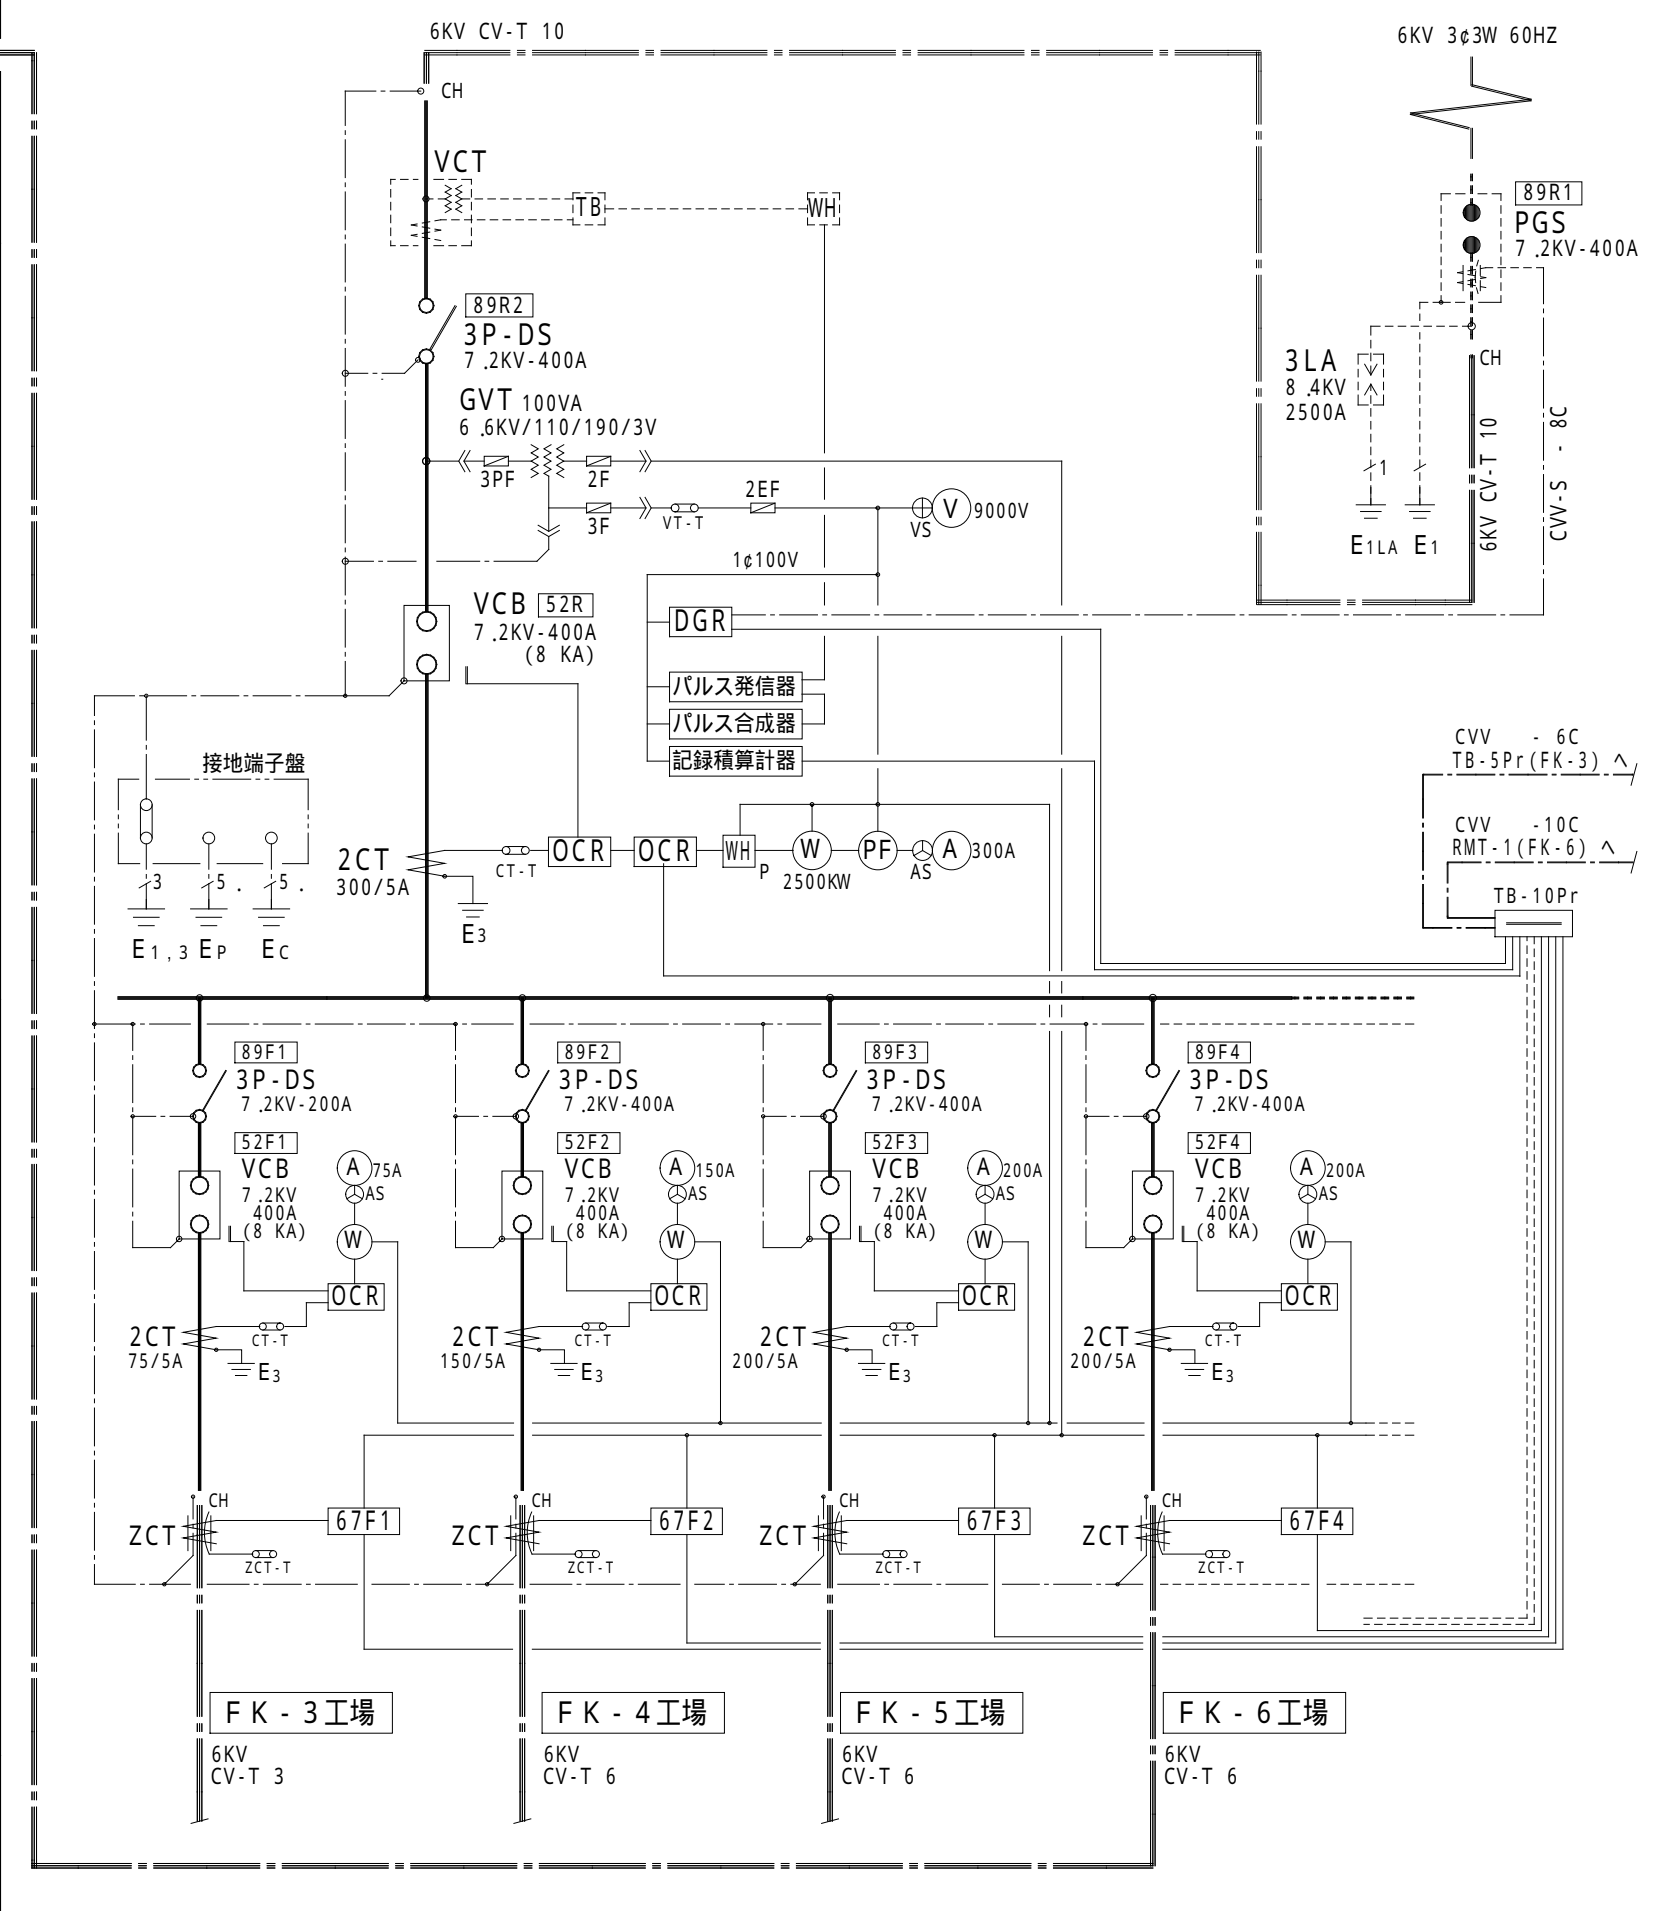 6KV CV-T 10
6KV 3¢3W 60HZ
CH
VCT
TB
WH
89R1
PGS
7.2KV-400A
89R2
3P-DS
7.2KV-400A
3LA
8.4KV
2500A
CH
6KV CV-T 10
CVV-S - 8C
1
E1LA
E1
GVT 100VA
6.6KV/110/190/3V
3PF
2F
3F
VT-T
2EF
VS
V
9000V
1¢100V
VCB
52R
7.2KV-400A
(8 KA)
DGR
パルス発信器
パルス合成器
記録積算計器
接地端子盤
3
5.
5.
E1,3
EP
EC
2CT
300/5A
CT-T
E3
OCR
OCR
WH
P
W
2500KW
PF
AS
A
300A
CVV - 6C
TB-5Pr(FK-3) へ
CVV -10C
RMT-1(FK-6) へ
TB-10Pr
89F1
3P-DS
7.2KV-200A
52F1
VCB
7.2KV
400A
(8 KA)
A
75A
AS
W
OCR
2CT
75/5A
CT-T
E3
89F2
3P-DS
7.2KV-400A
52F2
VCB
7.2KV
400A
(8 KA)
A
150A
AS
W
OCR
2CT
150/5A
CT-T
E3
89F3
3P-DS
7.2KV-400A
52F3
VCB
7.2KV
400A
(8 KA)
A
200A
AS
W
OCR
2CT
200/5A
CT-T
E3
89F4
3P-DS
7.2KV-400A
52F4
VCB
7.2KV
400A
(8 KA)
A
200A
AS
W
OCR
2CT
200/5A
CT-T
E3
CH
ZCT
67F1
ZCT-T
CH
ZCT
67F2
ZCT-T
CH
ZCT
67F3
ZCT-T
CH
ZCT
67F4
ZCT-T
FK-3工場
6KV
CV-T 3
FK-4工場
6KV
CV-T 6
FK-5工場
6KV
CV-T 6
FK-6工場
6KV
CV-T 6